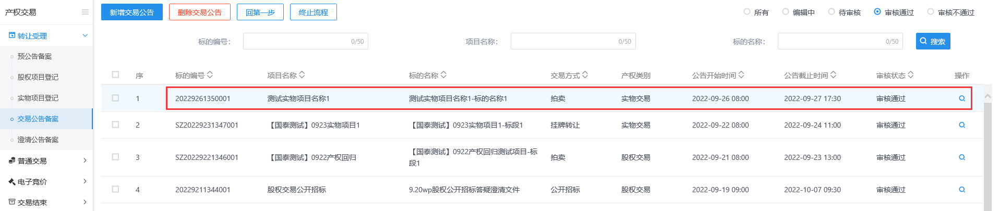 产权交易
新增交易公告 删除交易公告 回第一步 终止流程 所有 编辑中 待审核 审核通过 审核不通过
转让受理
标的编号: 0/50 项目名称: 0/50 标的名称: 0/50 搜索
预公告备案
股权项目登记
实物项目登记
交易公告备案
澄清公告备案
普通交易
电子竞价
交易结束
序 标的编号 项目名称 标的名称 交易方式 产权类别 公告开始时间 公告截止时间 审核状态 操作
1 20229261350001 测试实物项目名称1 测试实物项目名称1-标的名称1 拍卖 实物交易 2022-09-26 08:00 2022-09-27 17:30 审核通过
2 SZ20229231347001 【国泰测试】0923实物项目1 【国泰测试】0923实物项目1-标段1 挂牌转让 实物交易 2022-09-22 08:00 2022-09-24 11:00 审核通过
3 SZ20229221346001 【国泰测试】0922产权回归 【国泰测试】0922产权回归测试项目-标 拍卖 股权交易 2022-09-21 08:00 2022-09-23 13:00 审核通过
段1
4 20229211344001 股权交易公开招标 9.20wp股权公开招标答疑澄清文件 公开招标 股权交易 2022-09-19 09:00 2022-10-07 09:30 审核通过